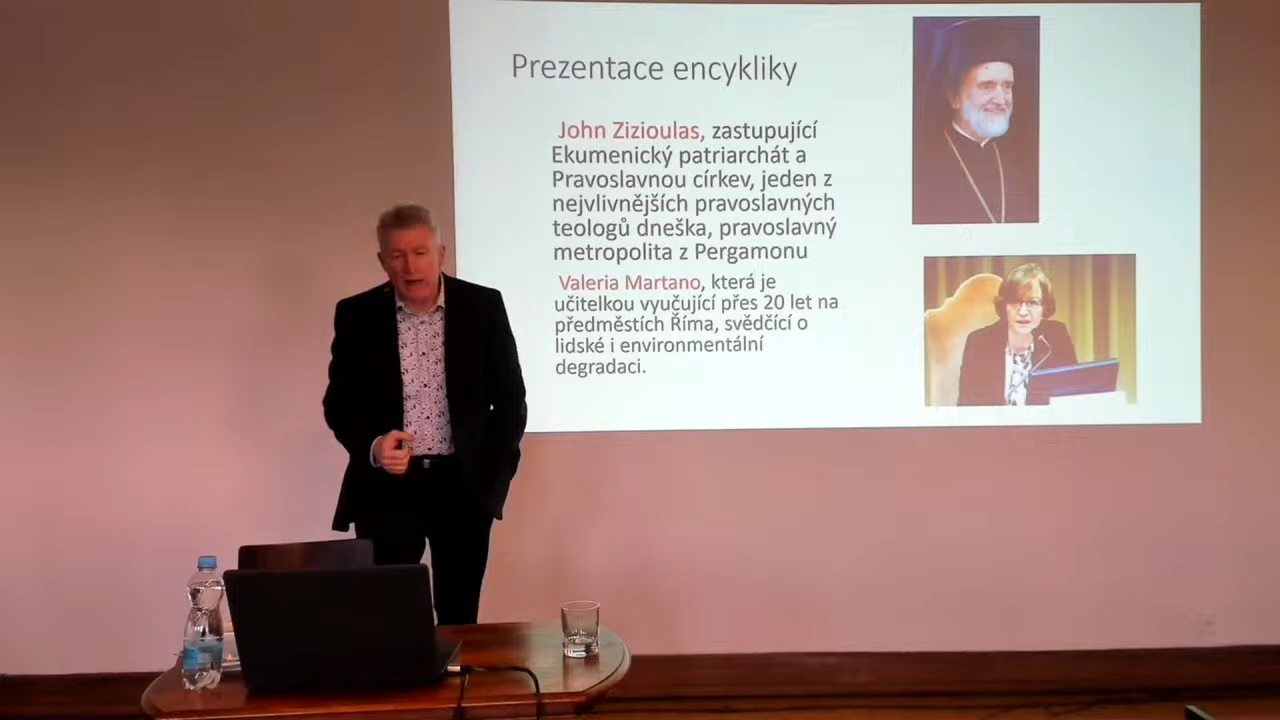 Prezentace encykliky
John Zizioulas, zastupující
Ekumenický patriarchát a
Pravoslavnou církev, jeden z
nejvlivnějších pravoslavných
teologů dneška, pravoslavný
metropolita z Pergamonu
Valeria Martano, která je
učitelkou vyučující přes 20 let na
předměstích Říma, svědčící o
lidské i environmentální
degradaci.